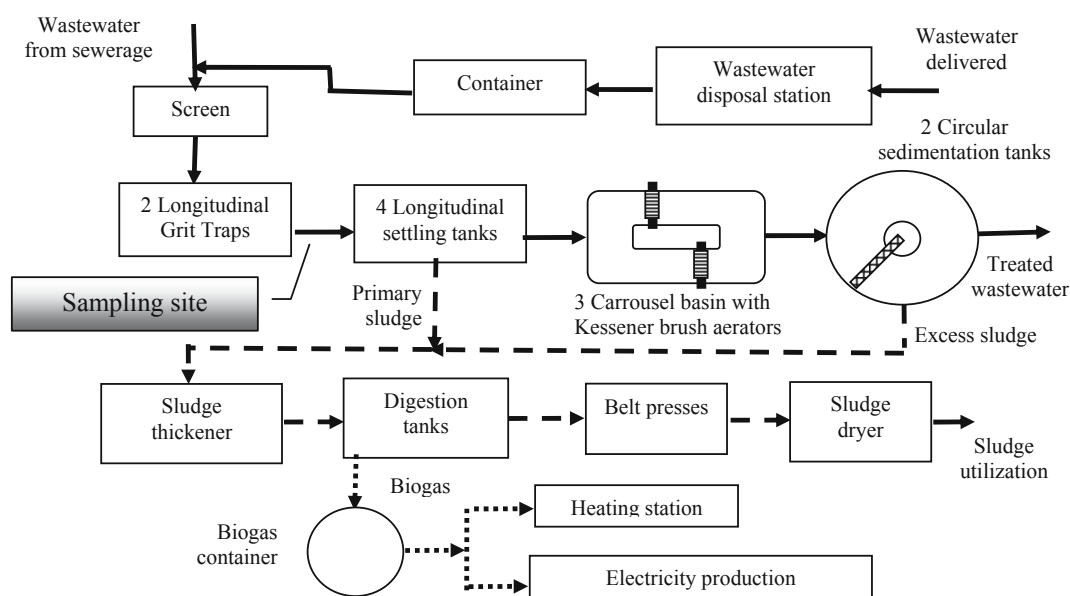 Wastewater
from sewerage
Container
Wastewater
disposal station
Wastewater
delivered
Screen
2 Circular
sedimentation tanks
2 Longitudinal
Grit Traps
4 Longitudinal
settling tanks
Sampling site
Primary
sludge
3 Carrousel basin with
Kessener brush aerators
Treated
wastewater
Excess sludge
Sludge
thickener
Digestion
tanks
Belt presses
Sludge
dryer
Sludge
utilization
Biogas
Biogas
container
Heating station
Electricity production